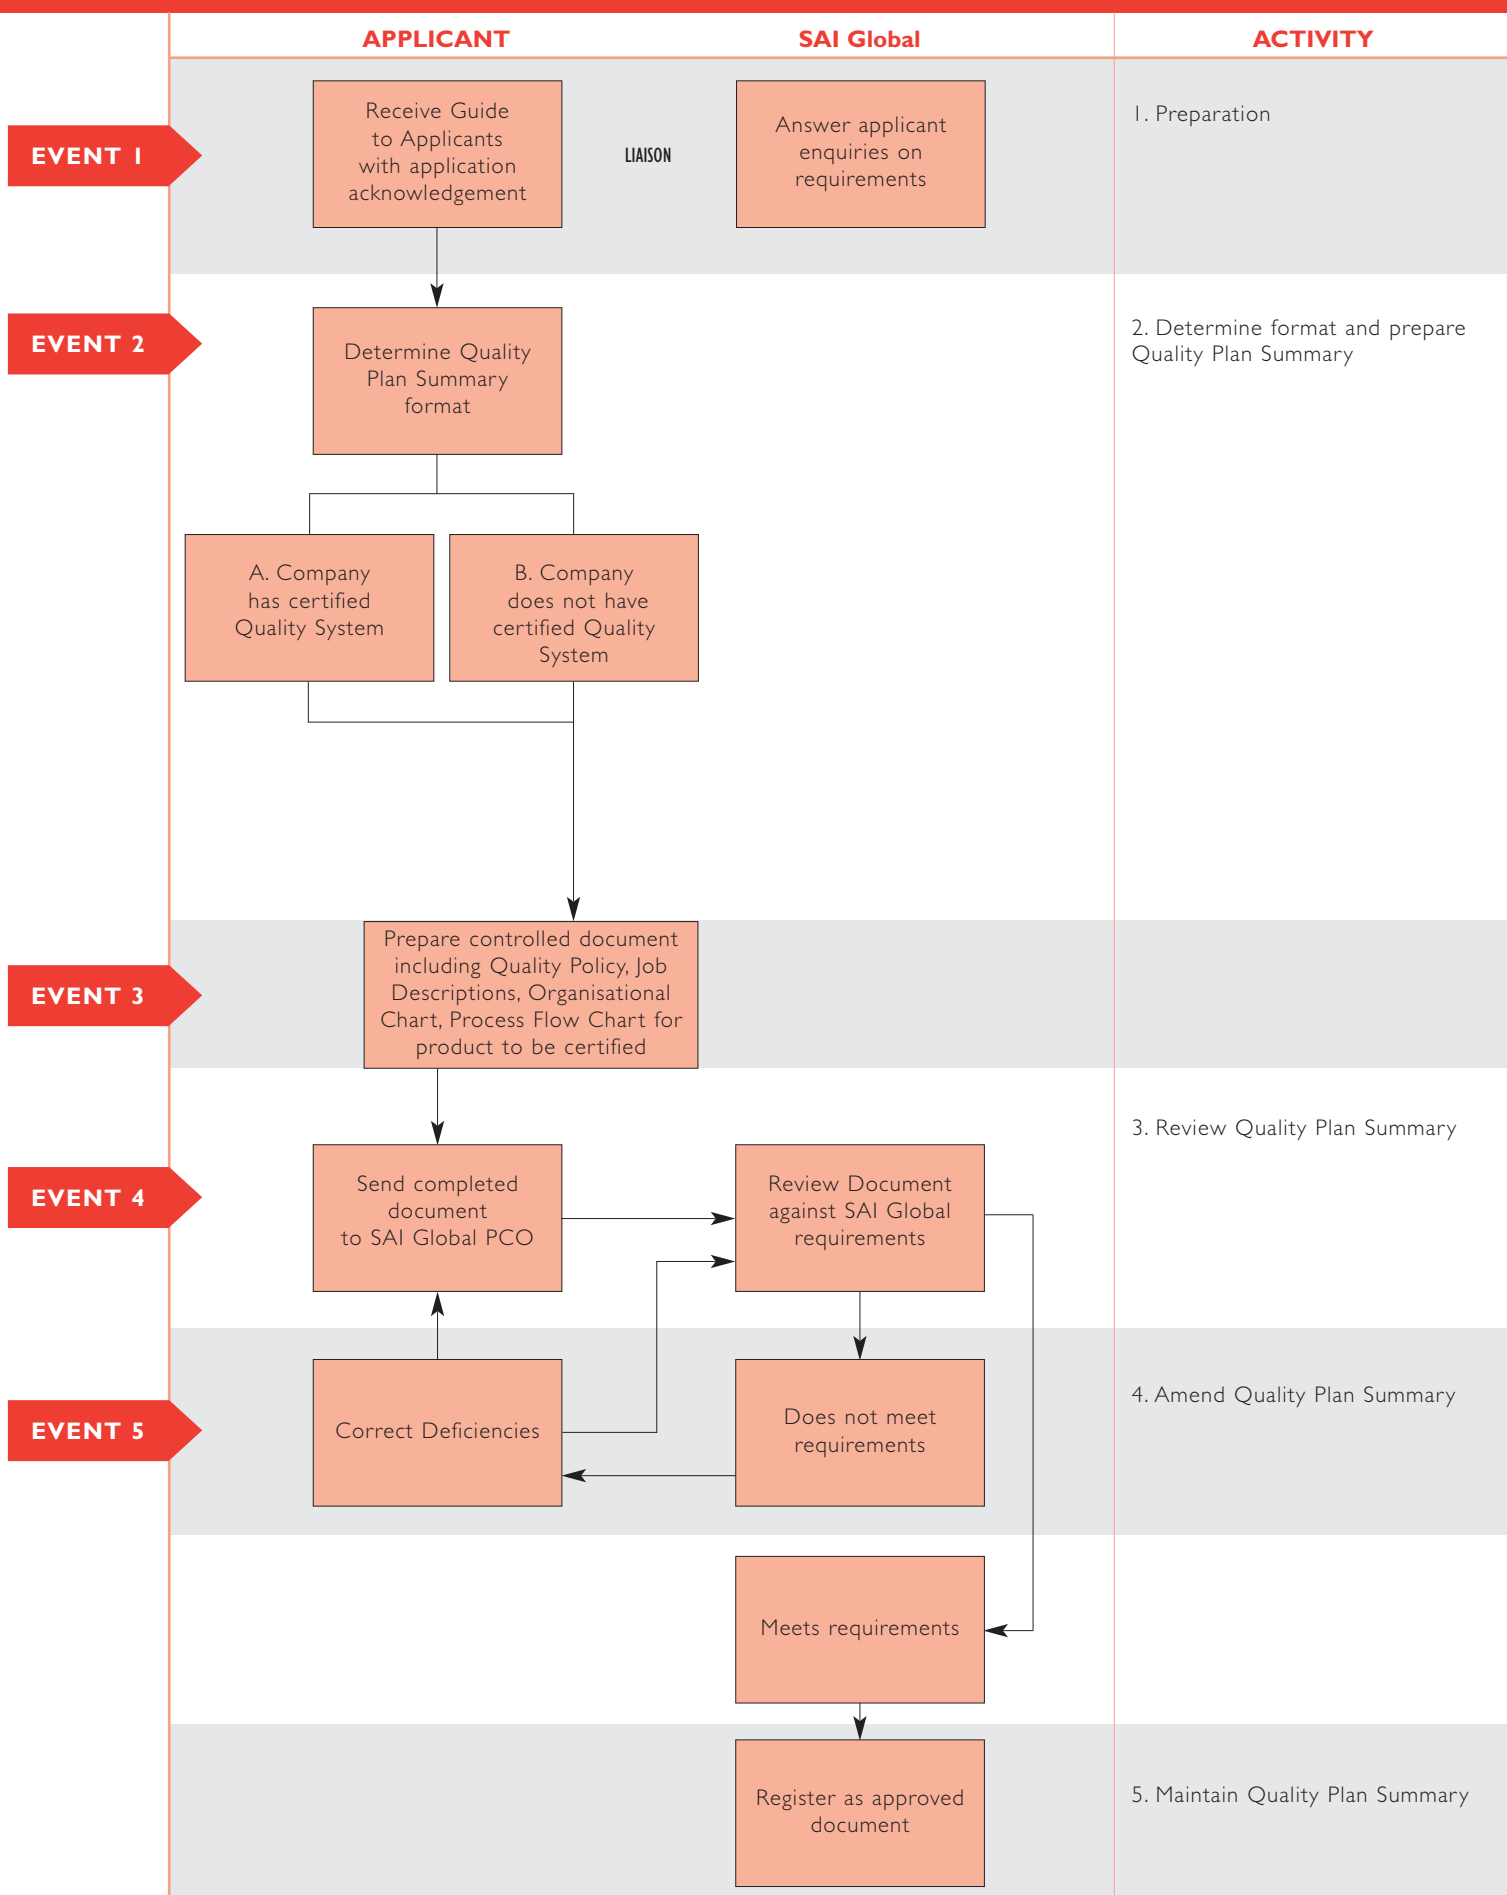 APPLICANT
SAI Global
ACTIVITY
EVENT 1
Receive Guide
to Applicants
with application
acknowledgement
LIAISON
Answer applicant
enquiries on
requirements
1. Preparation
EVENT 2
Determine Quality
Plan Summary
format
2. Determine format and prepare
Quality Plan Summary
A. Company
has certified
Quality System
B. Company
does not have
certified Quality
System
EVENT 3
Prepare controlled document
including Quality Policy, Job
Descriptions, Organisational
Chart, Process Flow Chart for
product to be certified
EVENT 4
Send completed
document
to SAI Global PCO
Review Document
against SAI Global
requirements
3. Review Quality Plan Summary
EVENT 5
Correct Deficiencies
Does not meet
requirements
4. Amend Quality Plan Summary
Meets requirements
Register as approved
document
5. Maintain Quality Plan Summary